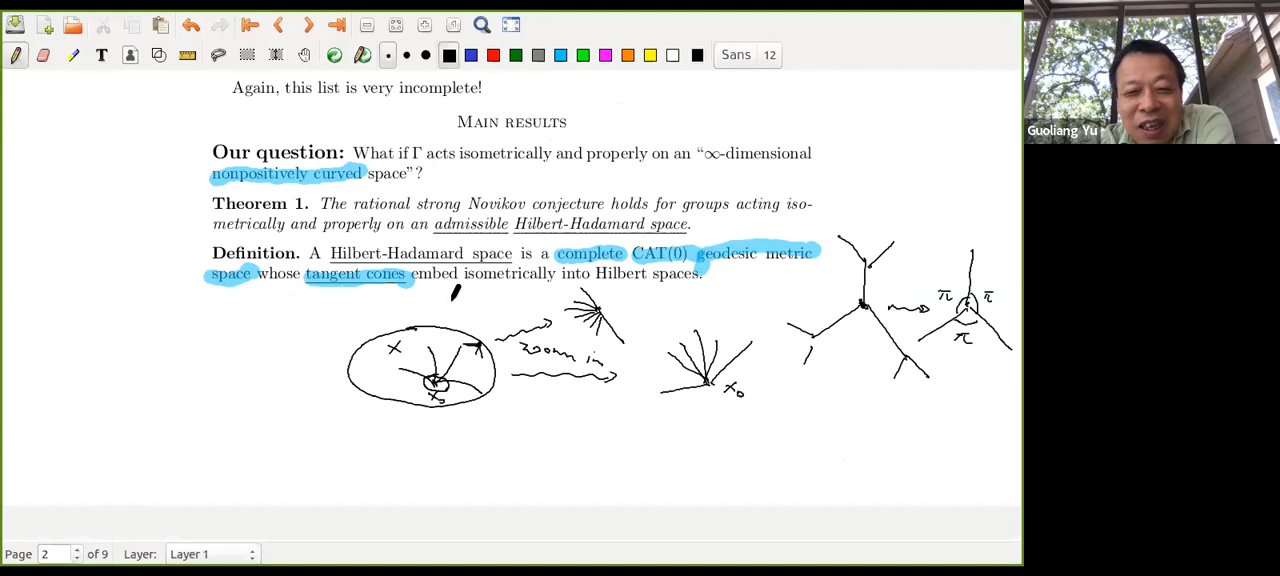 Sans 12
Guoliang Yu
Again, this list is very incomplete!
MAIN RESULTS
Our question: What if Γ acts isometrically and properly on an “∞-dimensional
nonpositively curved space”?
Theorem 1. The rational strong Novikov conjecture holds for groups acting iso-
metrically and properly on an admissible Hilbert-Hadamard space.
Definition. A Hilbert-Hadamard space is a complete CAT(0) geodesic metric
space whose tangent cones embed isometrically into Hilbert spaces.
π π
π
X
zoom in
x₀
x₀
Page 2 of 9 Layer: Layer 1